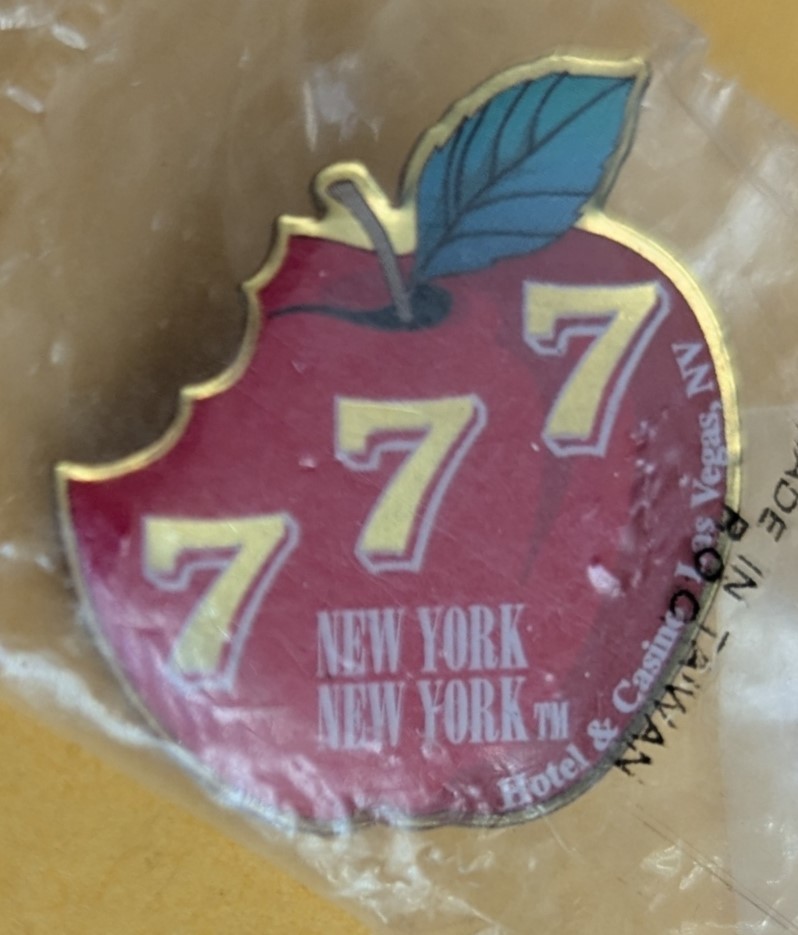 7 7 7
NEW YORK
NEW YORK™
Hotel & Casino Las Vegas, NV
MADE IN TAIWAN
R O C